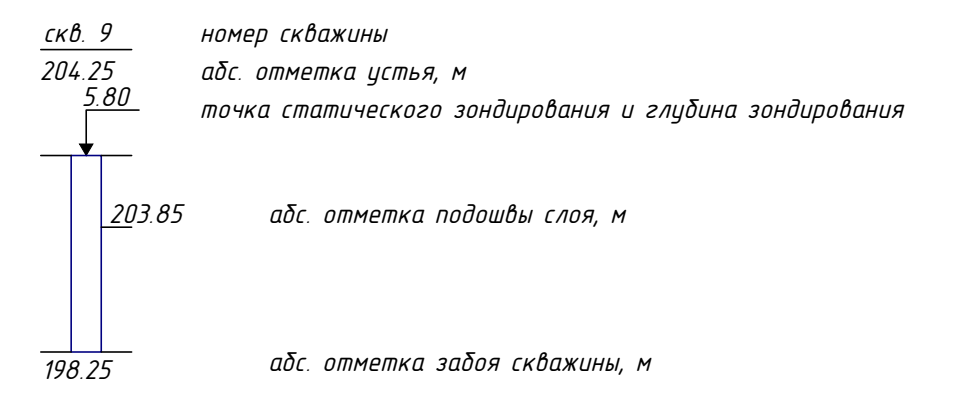 скв. 9 номер скважины
204.25 абс. отметка устья, м
5.80 точка статического зондирования и глубина зондирования
203.85 абс. отметка подошвы слоя, м
198.25 абс. отметка забоя скважины, м